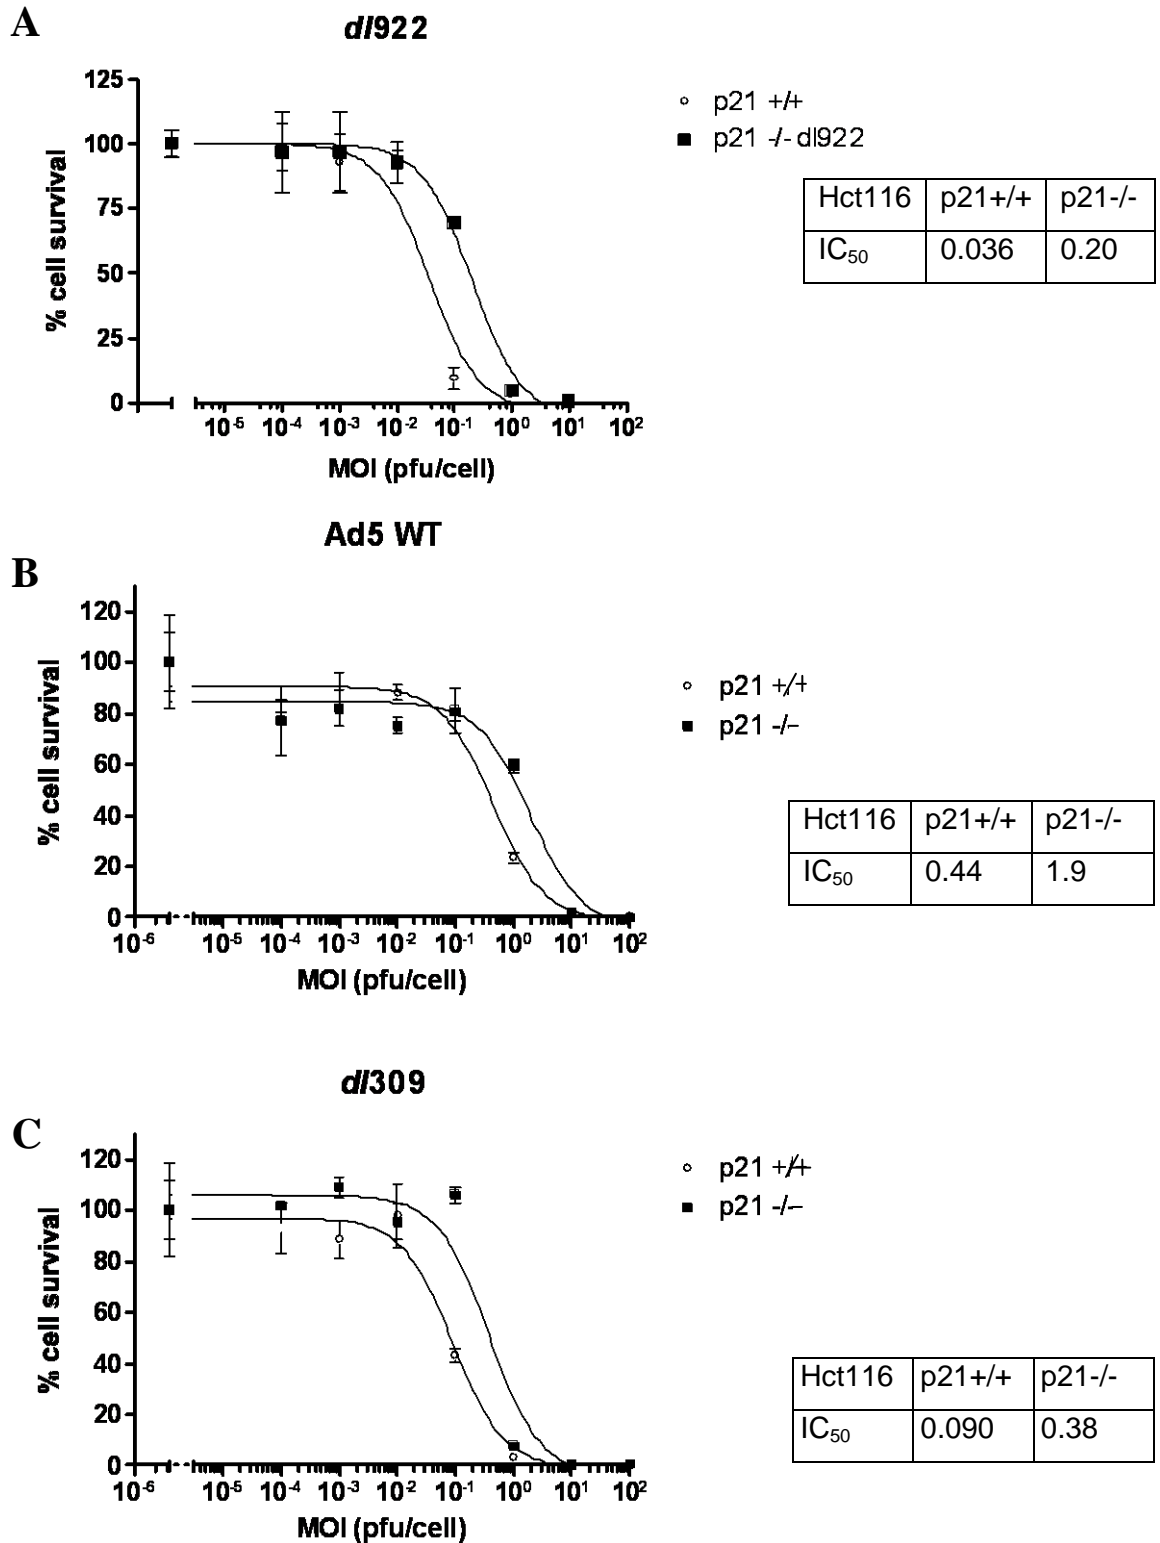 A
dl922
125
100
75
50
25
0
% cell survival
10-5 10-4 10-3 10-2 10-1 100 101 102
MOI (pfu/cell)
p21 +/+
p21 -/- dl922
Hct116 p21+/+ p21-/-
IC50 0.036 0.20
Ad5 WT
B
120
100
80
60
40
20
0
% cell survival
10-6 10-5 10-4 10-3 10-2 10-1 100 101 102
MOI (pfu/cell)
p21 +/+
p21 -/-
Hct116 p21+/+ p21-/-
IC50 0.44 1.9
dl309
C
120
100
80
60
40
20
0
% cell survival
10-6 10-5 10-4 10-3 10-2 10-1 100 101 102
MOI (pfu/cell)
p21 +/+
p21 -/-
Hct116 p21+/+ p21-/-
IC50 0.090 0.38